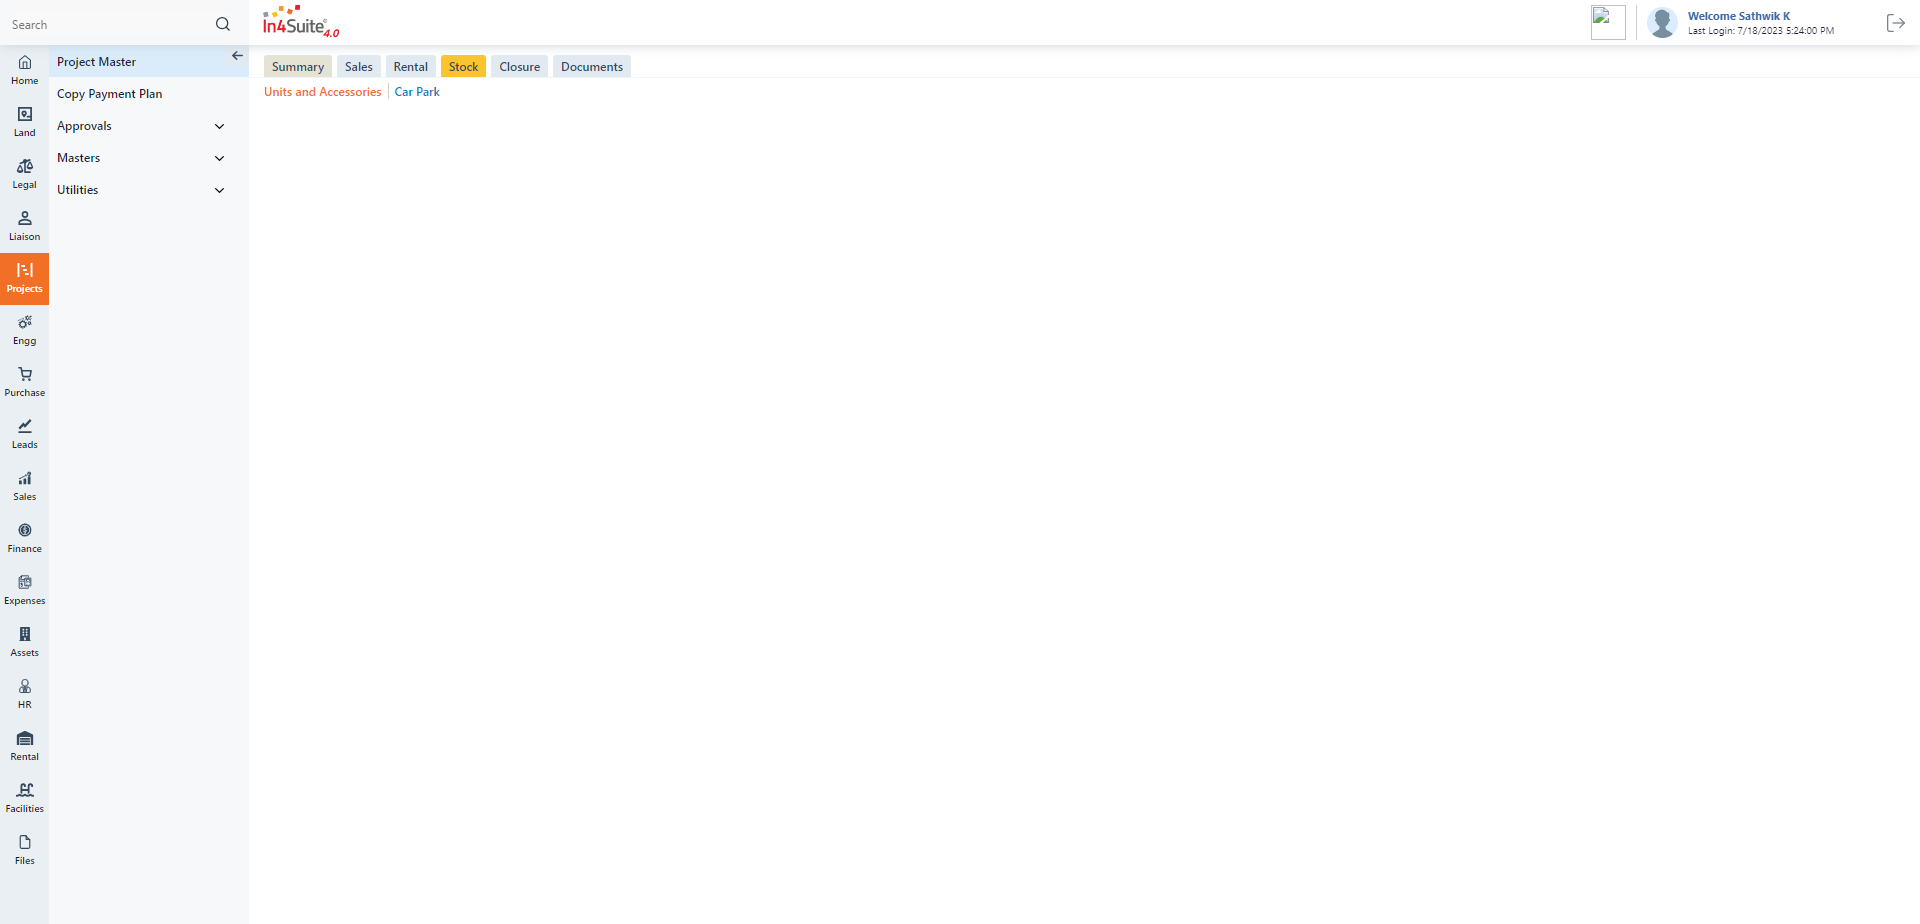 Search
In4Suite® 4.0
Welcome Sathwik K
Last Login: 7/18/2023 5:24:00 PM
Home
Land
Legal
Liaison
Projects
Engg
Purchase
Leads
Sales
Finance
Expenses
Assets
HR
Rental
Facilities
Files
Project Master
Copy Payment Plan
Approvals
Masters
Utilities
Summary Sales Rental Stock Closure Documents
Units and Accessories Car Park